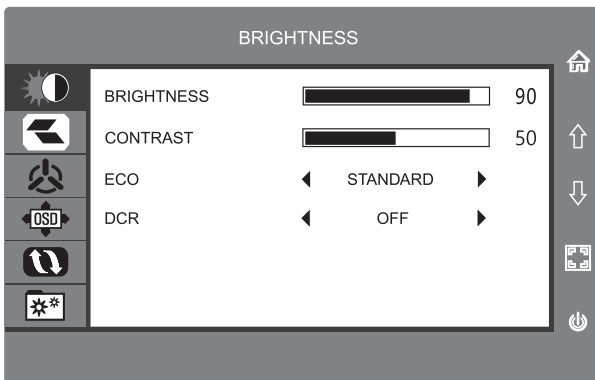 BRIGHTNESS
BRIGHTNESS 90
CONTRAST 50
ECO STANDARD
OSD DCR OFF